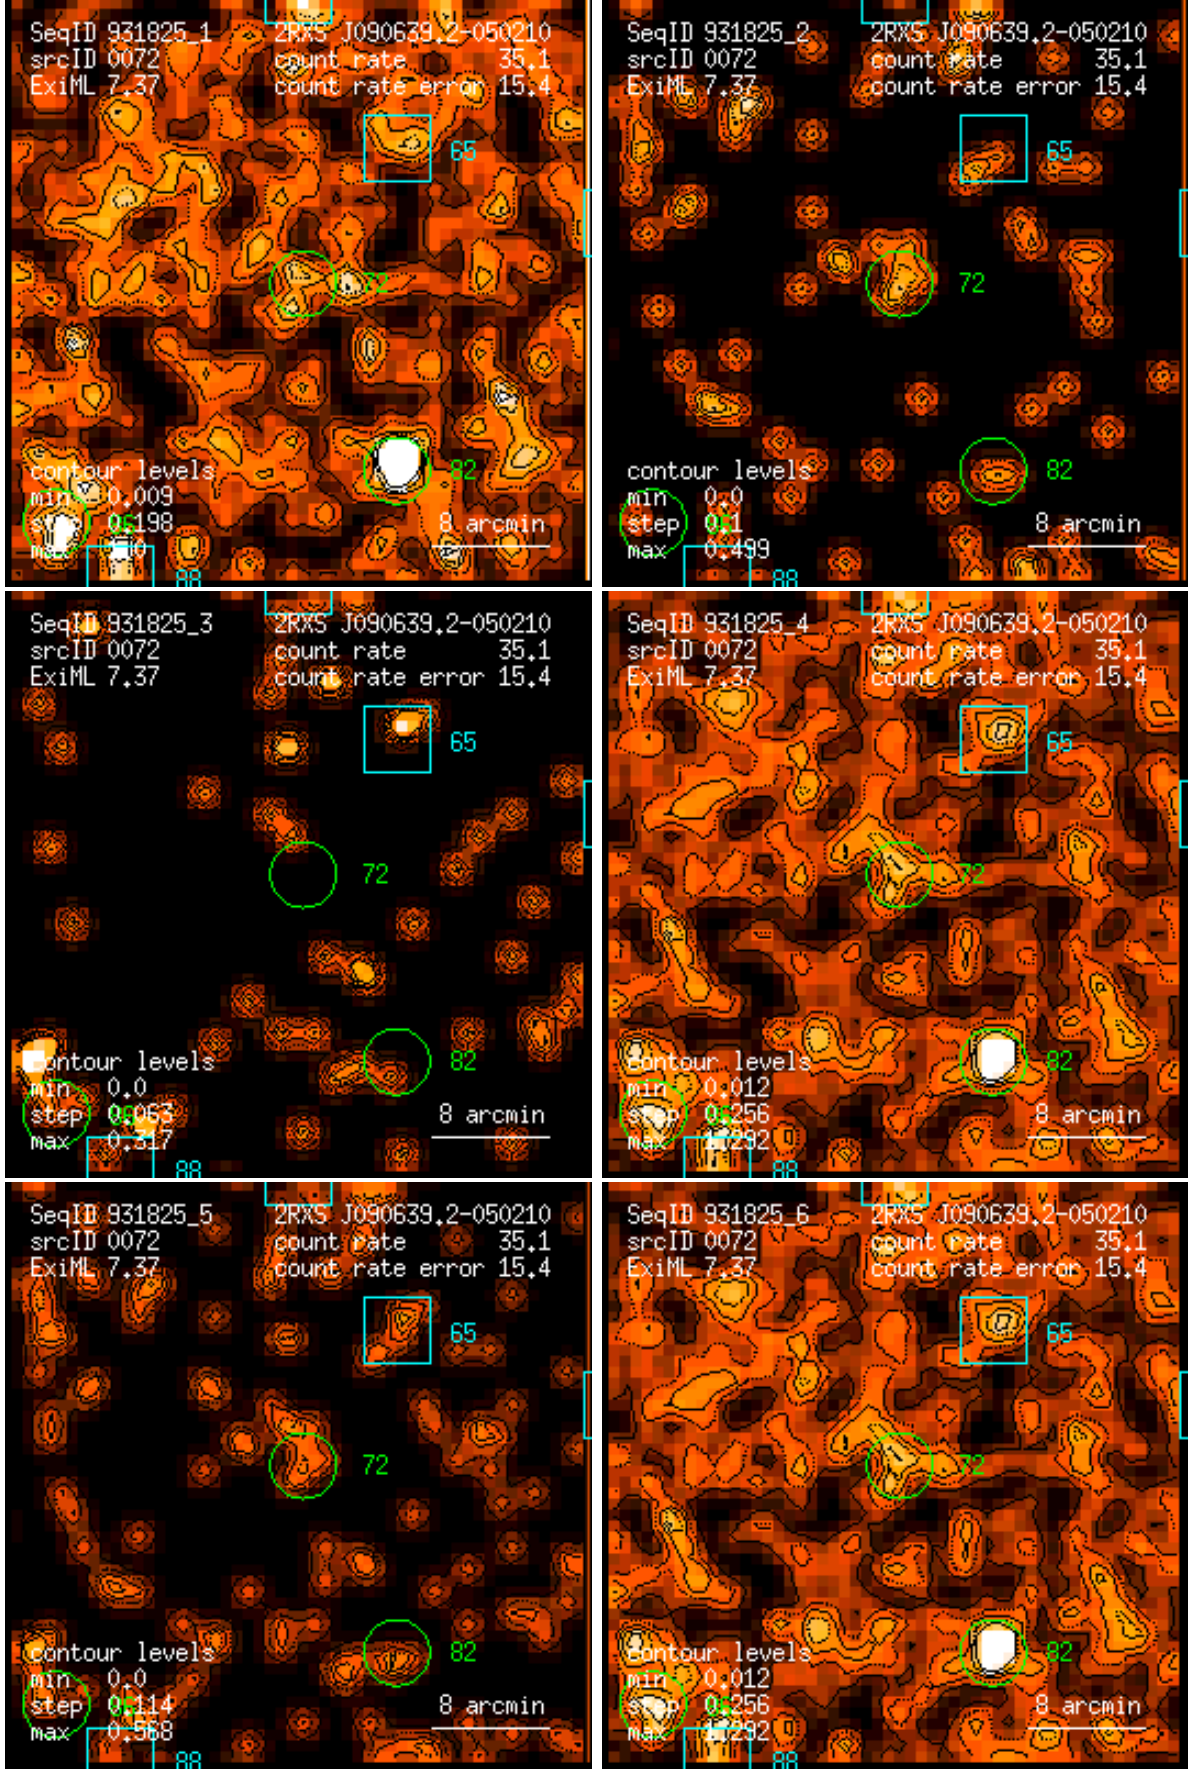 SeqID 931825_1 2RXS J090639.2-050210
srcID 0072 count rate 35.1
ExiML 7.37 count rate error 15.4
65
72
82
contour levels
min 0.009
step 0.198
max
8 arcmin
88
SeqID 931825_2 2RXS J090639.2-050210
srcID 0072 count rate 35.1
ExiML 7.37 count rate error 15.4
65
72
82
contour levels
min 0.0
step 0.1
max 0.499
8 arcmin
88
SeqID 931825_3 2RXS J090639.2-050210
srcID 0072 count rate 35.1
ExiML 7.37 count rate error 15.4
65
72
82
contour levels
min 0.0
step 0.063
max 0.317
8 arcmin
88
SeqID 931825_4 2RXS J090639.2-050210
srcID 0072 count rate 35.1
ExiML 7.37 count rate error 15.4
65
72
82
contour levels
min 0.012
step 0.256
max 1.292
8 arcmin
88
SeqID 931825_5 2RXS J090639.2-050210
srcID 0072 count rate 35.1
ExiML 7.37 count rate error 15.4
65
72
82
contour levels
min 0.0
step 0.114
max 0.568
8 arcmin
88
SeqID 931825_6 2RXS J090639.2-050210
srcID 0072 count rate 35.1
ExiML 7.37 count rate error 15.4
65
72
82
contour levels
min 0.012
step 0.256
max 1.292
8 arcmin
88